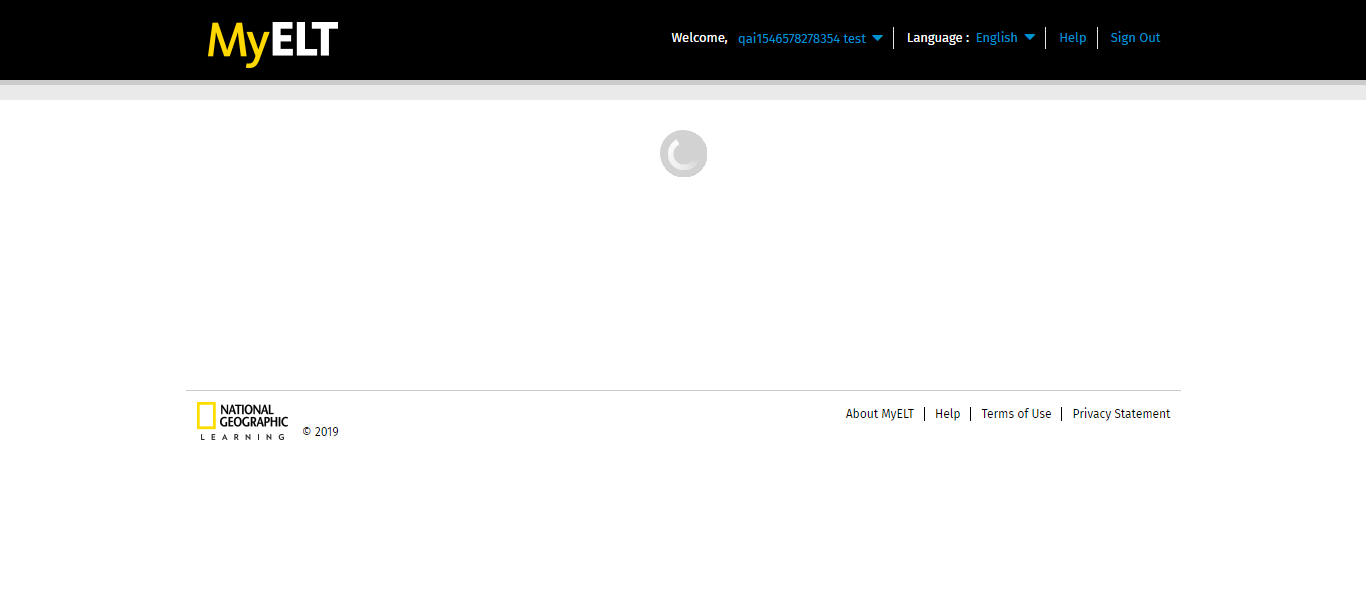 MyELT
Welcome, qai1546578278354 test Language : English Help Sign Out
NATIONAL
GEOGRAPHIC
LEARNING
© 2019
About MyELT Help Terms of Use Privacy Statement